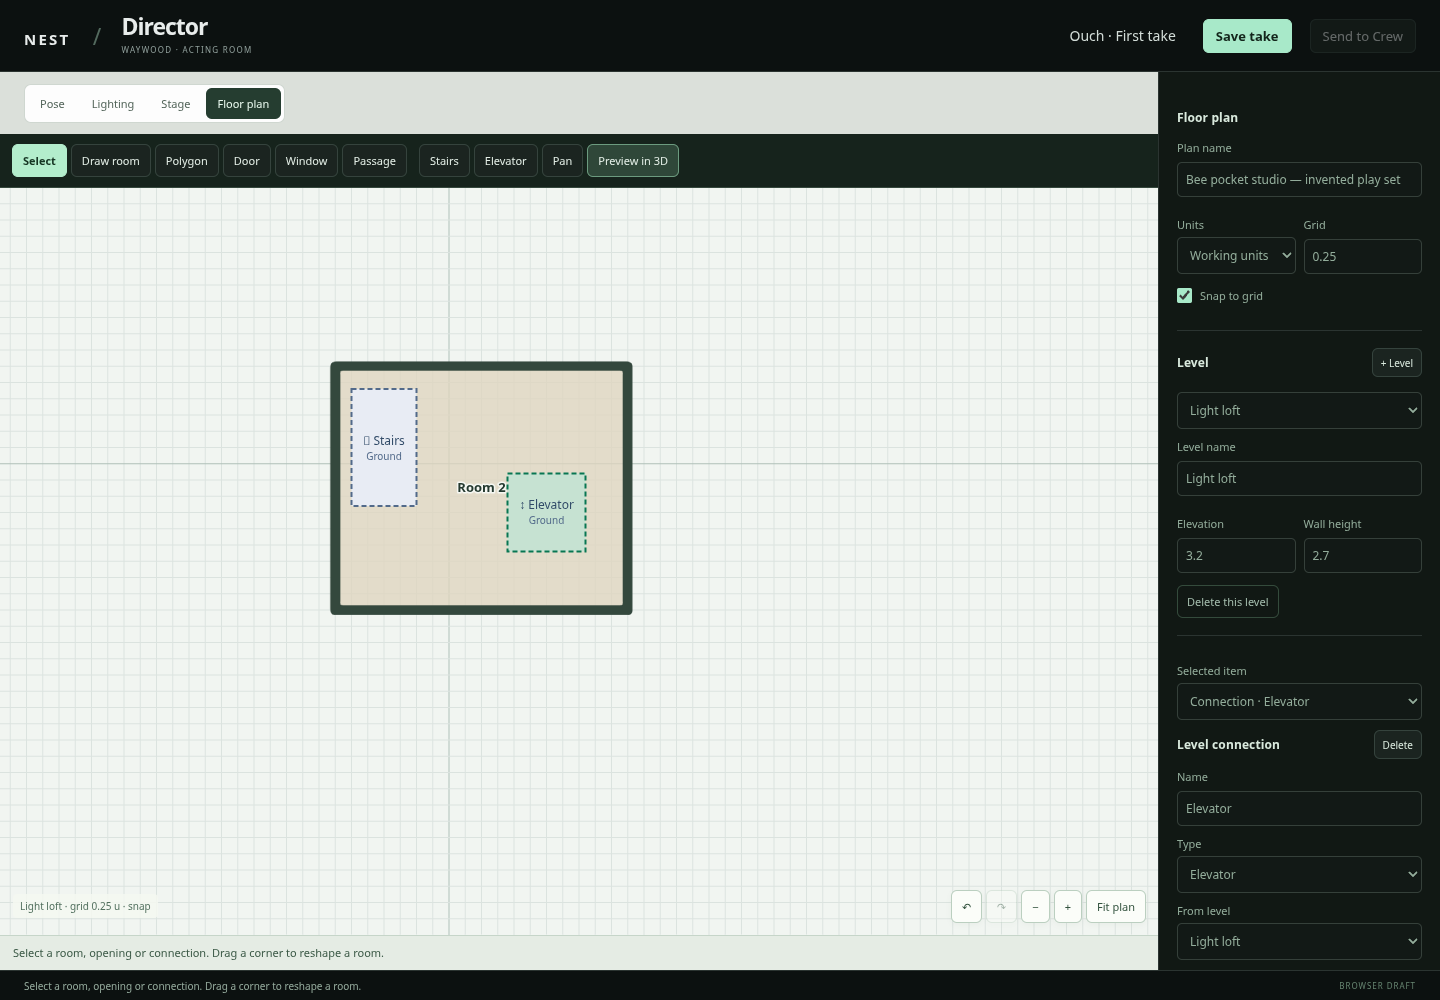 NEST / Director
WAYWOOD · ACTING ROOM
Ouch · First take
Save take
Send to Crew
Pose
Lighting
Stage
Floor plan
Select
Draw room
Polygon
Door
Window
Passage
Stairs
Elevator
Pan
Preview in 3D
Stairs
Ground
Room 2
↕ Elevator
Ground
Light loft · grid 0.25 u · snap
↶
↷
−
+
Fit plan
Select a room, opening or connection. Drag a corner to reshape a room.
Floor plan
Plan name
Bee pocket studio — invented play set
Units
Grid
Working units
0.25
Snap to grid
Level
+ Level
Light loft
Level name
Light loft
Elevation
Wall height
3.2
2.7
Delete this level
Selected item
Connection · Elevator
Level connection
Delete
Name
Elevator
Type
Elevator
From level
Light loft
Select a room, opening or connection. Drag a corner to reshape a room.
BROWSER DRAFT